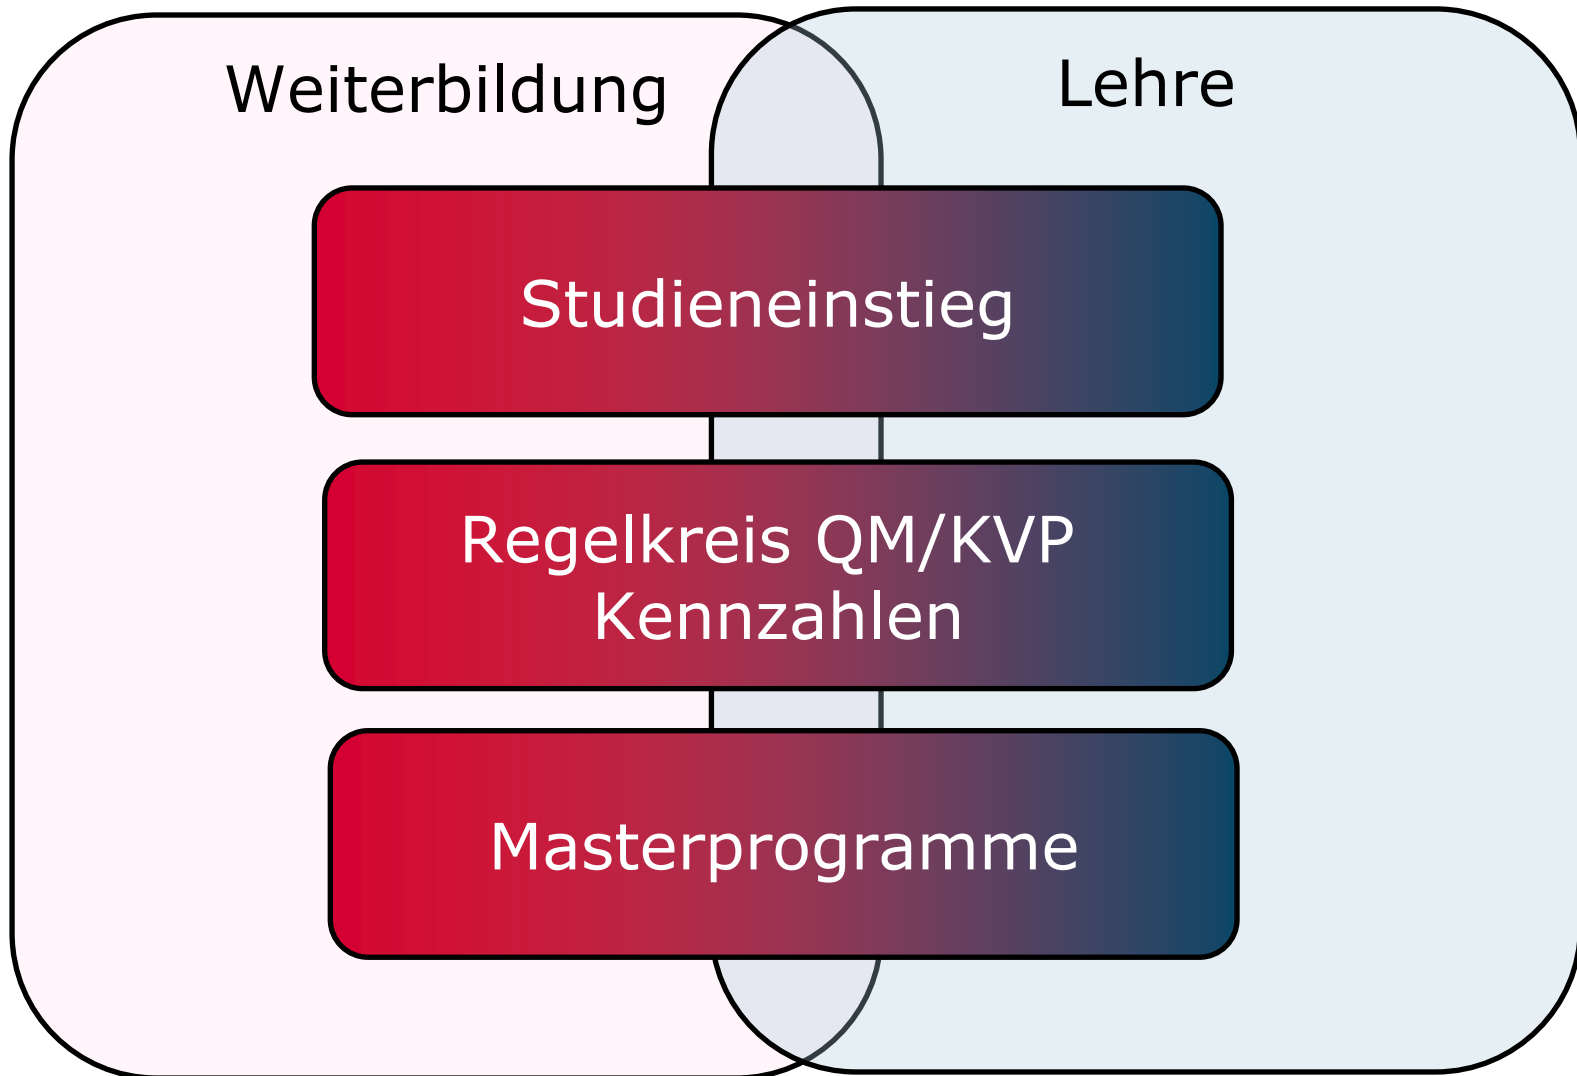 Weiterbildung
Lehre
Studieneinstieg
Regelkreis QM/KVP
Kennzahlen
Masterprogramme